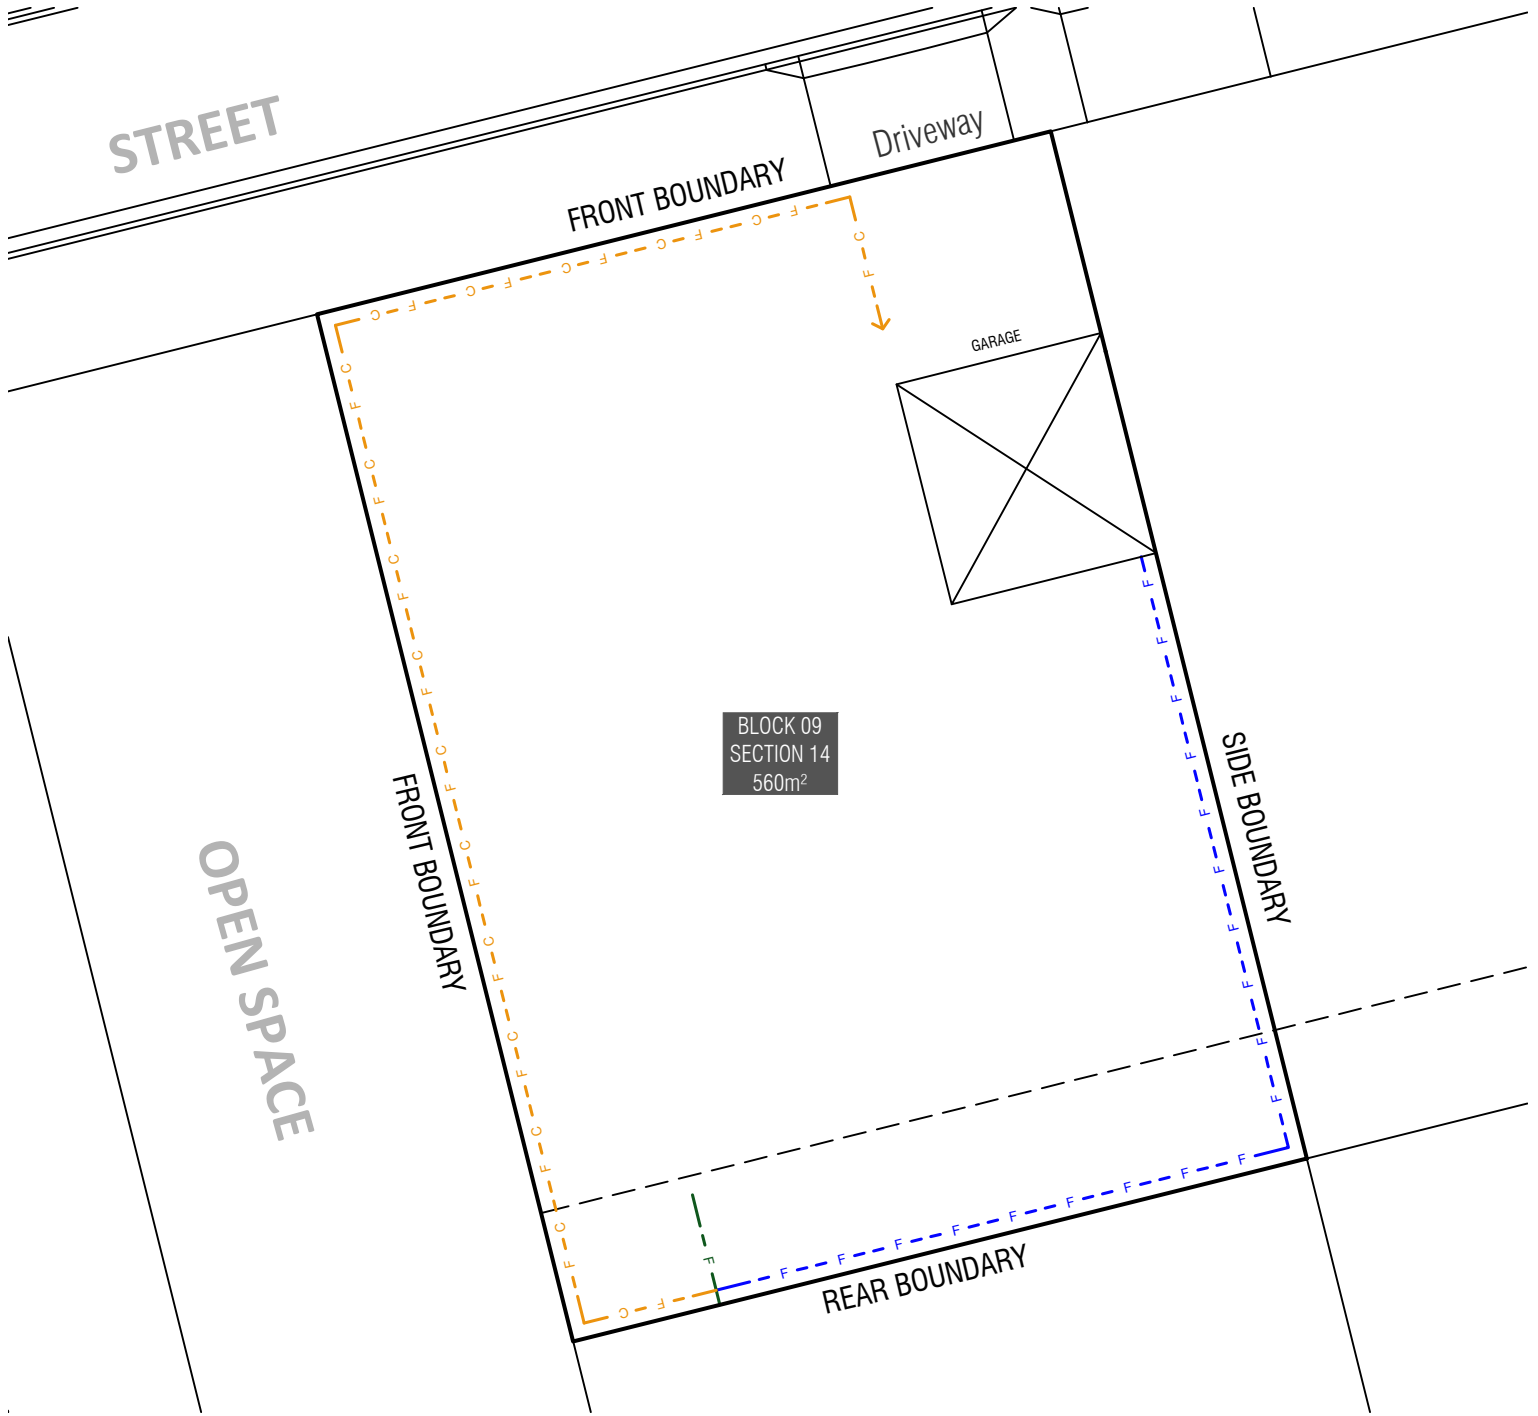 STREET
Driveway
FRONT BOUNDARY
F C F C F C F C F C
C F
GARAGE
C F C F C F C F C F C F C F C F C F C F
F F F F F F F F F F
BLOCK 09
SECTION 14
560m²
SIDE BOUNDARY
FRONT BOUNDARY
OPEN SPACE
F
F F F F F F F F F
C F
REAR BOUNDARY